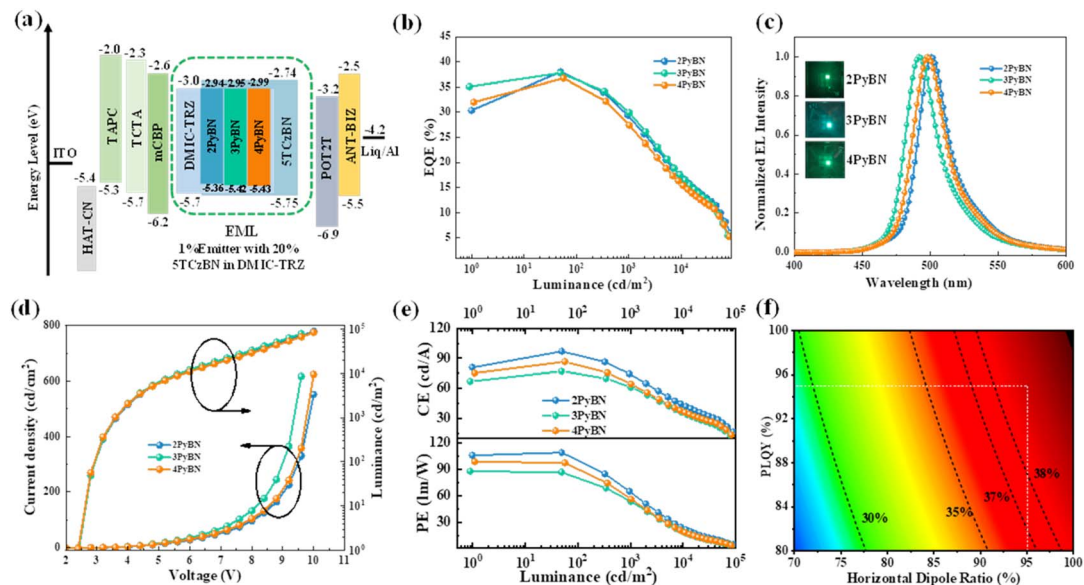 (a)
Energy Level (eV)
ITO
-5.4
HAT-CN
-2.0
TAPC
-5.3
-2.3
TCTA
-5.7
-2.6
mCBP
-6.2
-3.0
DMIC-TRZ
-5.7
-2.94
2PyBN
-5.36
-2.95
3PyBN
-5.42
-2.99
4PyBN
-5.43
-2.74
5TCzBN
-5.75
-3.2
POT2T
-6.9
-2.5
ANT-BIZ
-5.5
-4.2
Liq/Al
EML
1%Emitter with 20%
5TCzBN in DMIC-TRZ
(b)
EQE (%)
45
40
35
30
25
20
15
10
5
2PyBN
3PyBN
4PyBN
10⁰ 10¹ 10² 10³ 10⁴
Luminance (cd/m²)
(c)
Normalized EL Intensity
1.0
0.8
0.6
0.4
0.2
0.0
2PyBN
3PyBN
4PyBN
2PyBN
3PyBN
4PyBN
400 450 500 550 600
Wavelength (nm)
(d)
Current density (cd/cm²)
800
600
400
200
0
2PyBN
3PyBN
4PyBN
10⁵
10⁴
10³
10²
10¹
10⁰
Luminance (cd/m²)
2 3 4 5 6 7 8 9 10 11
Voltage (V)
(e)
10⁰ 10¹ 10² 10³ 10⁴ 10⁵
CE (cd/A)
120
90
60
30
2PyBN
3PyBN
4PyBN
PE (lm/W)
120
90
60
30
2PyBN
3PyBN
4PyBN
10⁰ 10¹ 10² 10³ 10⁴ 10⁵
Luminance (cd/m²)
(f)
PLQY (%)
100
96
92
88
84
80
30%
35%
37%
38%
70 75 80 85 90 95 100
Horizontal Dipole Ratio (%)